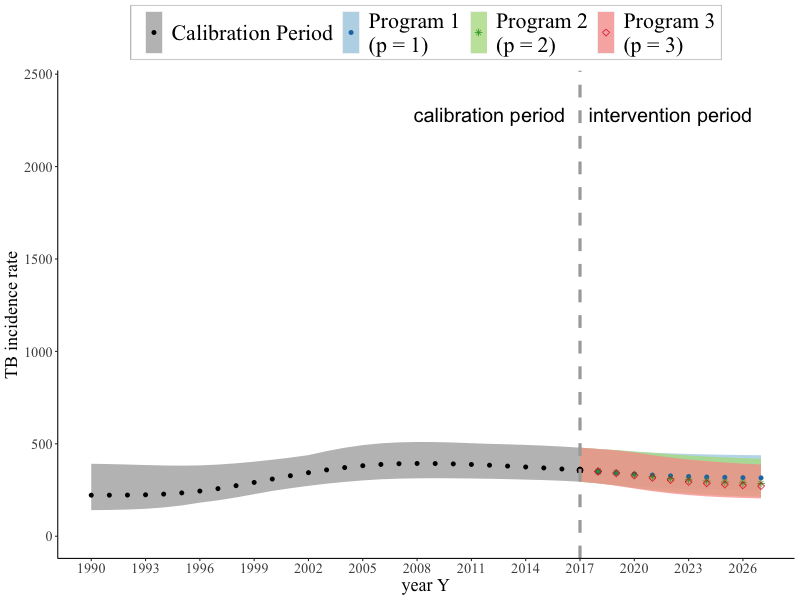 Calibration Period
Program 1
(p = 1)
Program 2
(p = 2)
Program 3
(p = 3)
calibration period
intervention period
TB incidence rate
2500
2000
1500
1000
500
0
1990 1993 1996 1999 2002 2005 2008 2011 2014 2017 2020 2023 2026
year Y